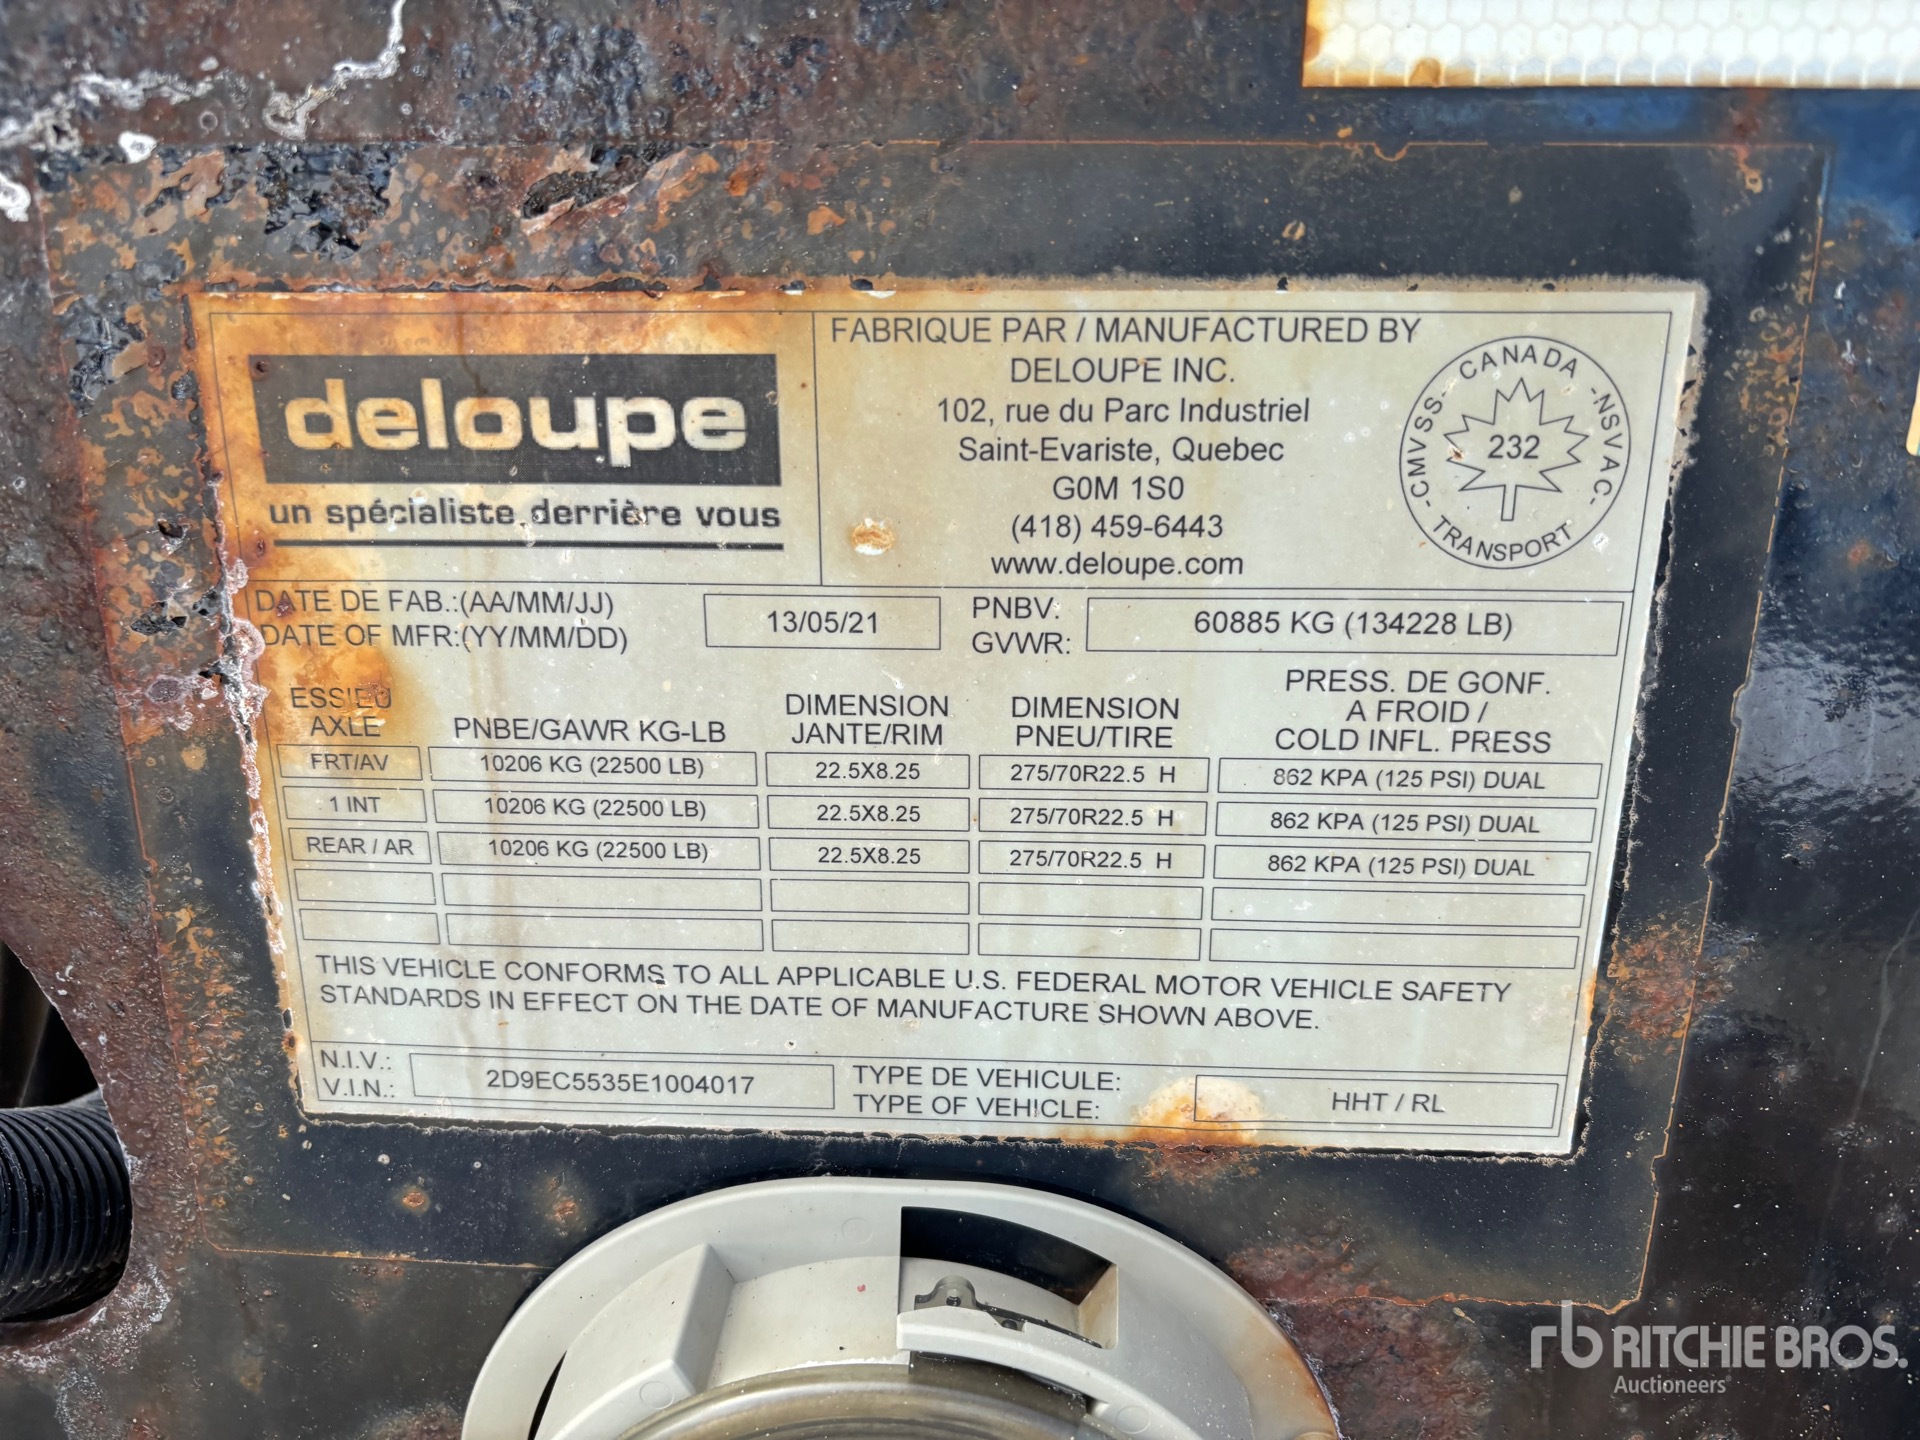 deloupe
un spécialiste derrière vous
FABRIQUE PAR / MANUFACTURED BY
DELOUPE INC.
102, rue du Parc Industriel
Saint-Evariste, Quebec
G0M 1S0
(418) 459-6443
www.deloupe.com
CANADA - NSVAC - TRANSPORT - CMVSS -
232
DATE DE FAB.:(AA/MM/JJ)
DATE OF MFR:(YY/MM/DD)
13/05/21
PNBV:
GVWR:
60885 KG (134228 LB)
ESSIEU
AXLE
PNBE/GAWR KG-LB
DIMENSION
JANTE/RIM
DIMENSION
PNEU/TIRE
PRESS. DE GONF.
A FROID /
COLD INFL. PRESS
FRT/AV 10206 KG (22500 LB) 22.5X8.25 275/70R22.5 H 862 KPA (125 PSI) DUAL
1 INT 10206 KG (22500 LB) 22.5X8.25 275/70R22.5 H 862 KPA (125 PSI) DUAL
REAR / AR 10206 KG (22500 LB) 22.5X8.25 275/70R22.5 H 862 KPA (125 PSI) DUAL
THIS VEHICLE CONFORMS TO ALL APPLICABLE U.S. FEDERAL MOTOR VEHICLE SAFETY
STANDARDS IN EFFECT ON THE DATE OF MANUFACTURE SHOWN ABOVE.
N.I.V.:
V.I.N.:
2D9EC5535E1004017
TYPE DE VEHICULE:
TYPE OF VEHICLE:
HHT / RL
rb RITCHIE BROS.
Auctioneers